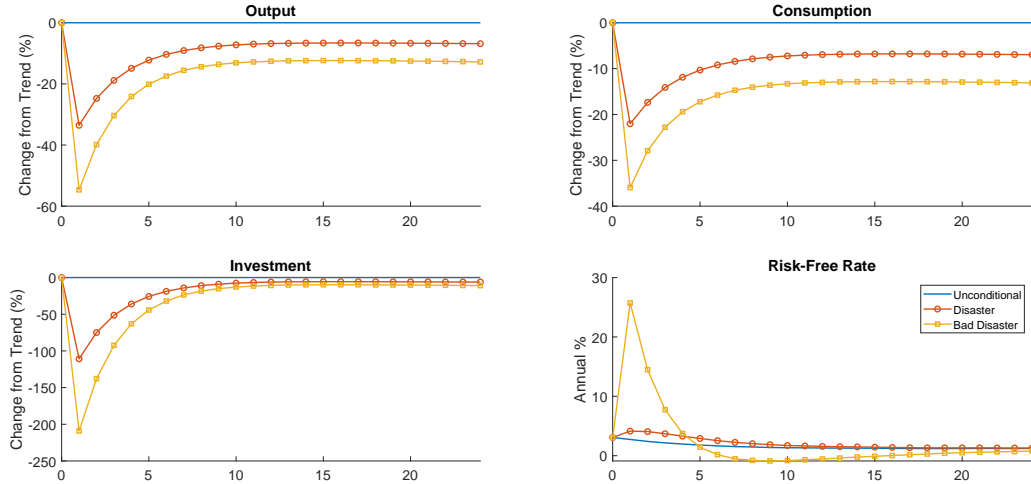 Output
Change from Trend (%)
0
-20
-40
-60
0 5 10 15 20
Consumption
Change from Trend (%)
0
-10
-20
-30
-40
0 5 10 15 20
Investment
Change from Trend (%)
0
-50
-100
-150
-200
-250
0 5 10 15 20
Risk-Free Rate
Annual %
30
20
10
0
0 5 10 15 20
Unconditional
Disaster
Bad Disaster